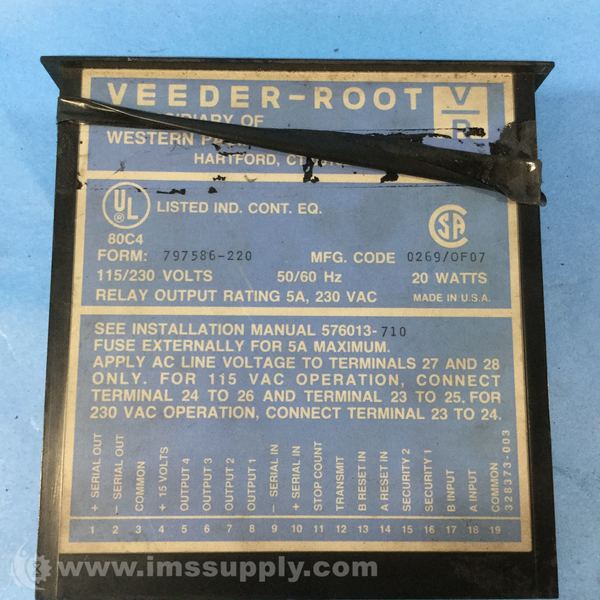 VEEDER-ROOT
V
R
OF
WESTERN
HARTFORD, CT
UL
®
LISTED IND. CONT. EQ.
SA
80C4
FORM: 797586-220 MFG. CODE 0269/0F07
115/230 VOLTS 50/60 Hz 20 WATTS
RELAY OUTPUT RATING 5A, 230 VAC MADE IN U.S.A.
SEE INSTALLATION MANUAL 576013-710
FUSE EXTERNALLY FOR 5A MAXIMUM.
APPLY AC LINE VOLTAGE TO TERMINALS 27 AND 28
ONLY. FOR 115 VAC OPERATION, CONNECT
TERMINAL 24 TO 26 AND TERMINAL 23 TO 25. FOR
230 VAC OPERATION, CONNECT TERMINAL 23 TO 24.
+ SERIAL OUT
- SERIAL OUT
COMMON
+ 15 VOLTS
OUTPUT 4
OUTPUT 3
OUTPUT 2
OUTPUT 1
- SERIAL IN
+ SERIAL IN
STOP COUNT
TRANSMIT
B RESET IN
A RESET IN
SECURITY 2
SECURITY 1
B INPUT
A INPUT
COMMON
328373-003
1 2 3 4 5 6 7 8 9 10 11 12 13 14 15 16 17 18 19
www.imssupply.com